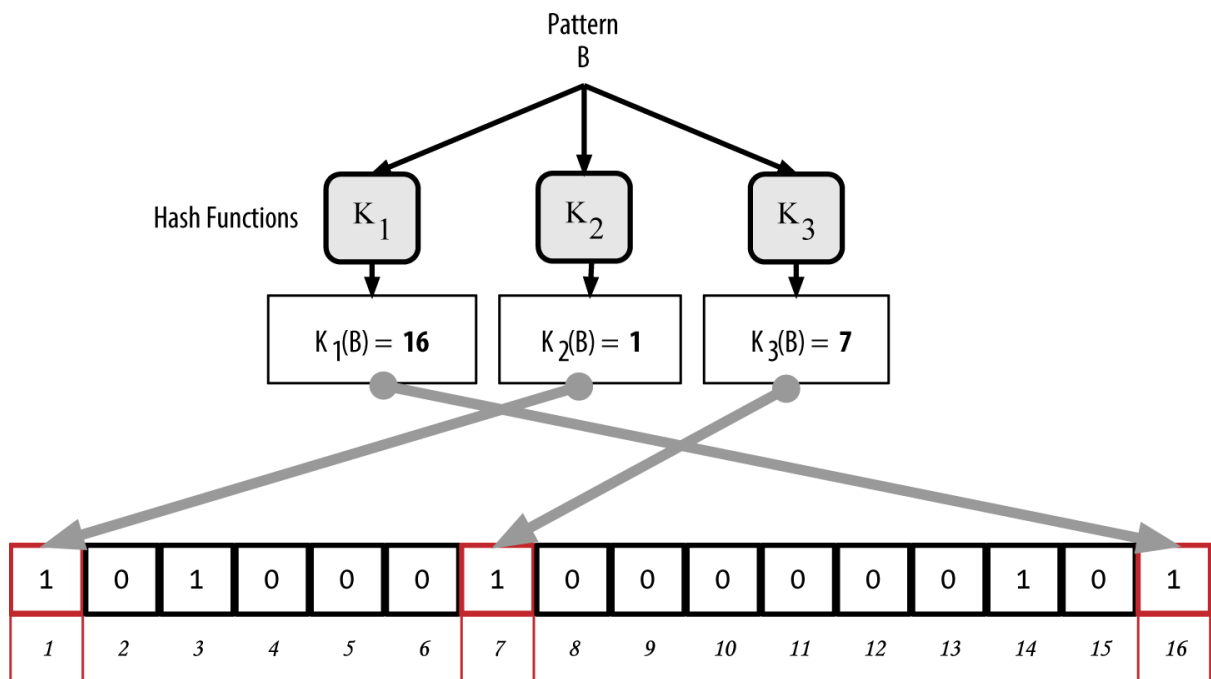 Pattern
B
Hash Functions
K1 K2 K3
K1(B) = 16 K2(B) = 1 K3(B) = 7
1 0 1 0 0 0 1 0 0 0 0 0 0 1 0 1
1 2 3 4 5 6 7 8 9 10 11 12 13 14 15 16